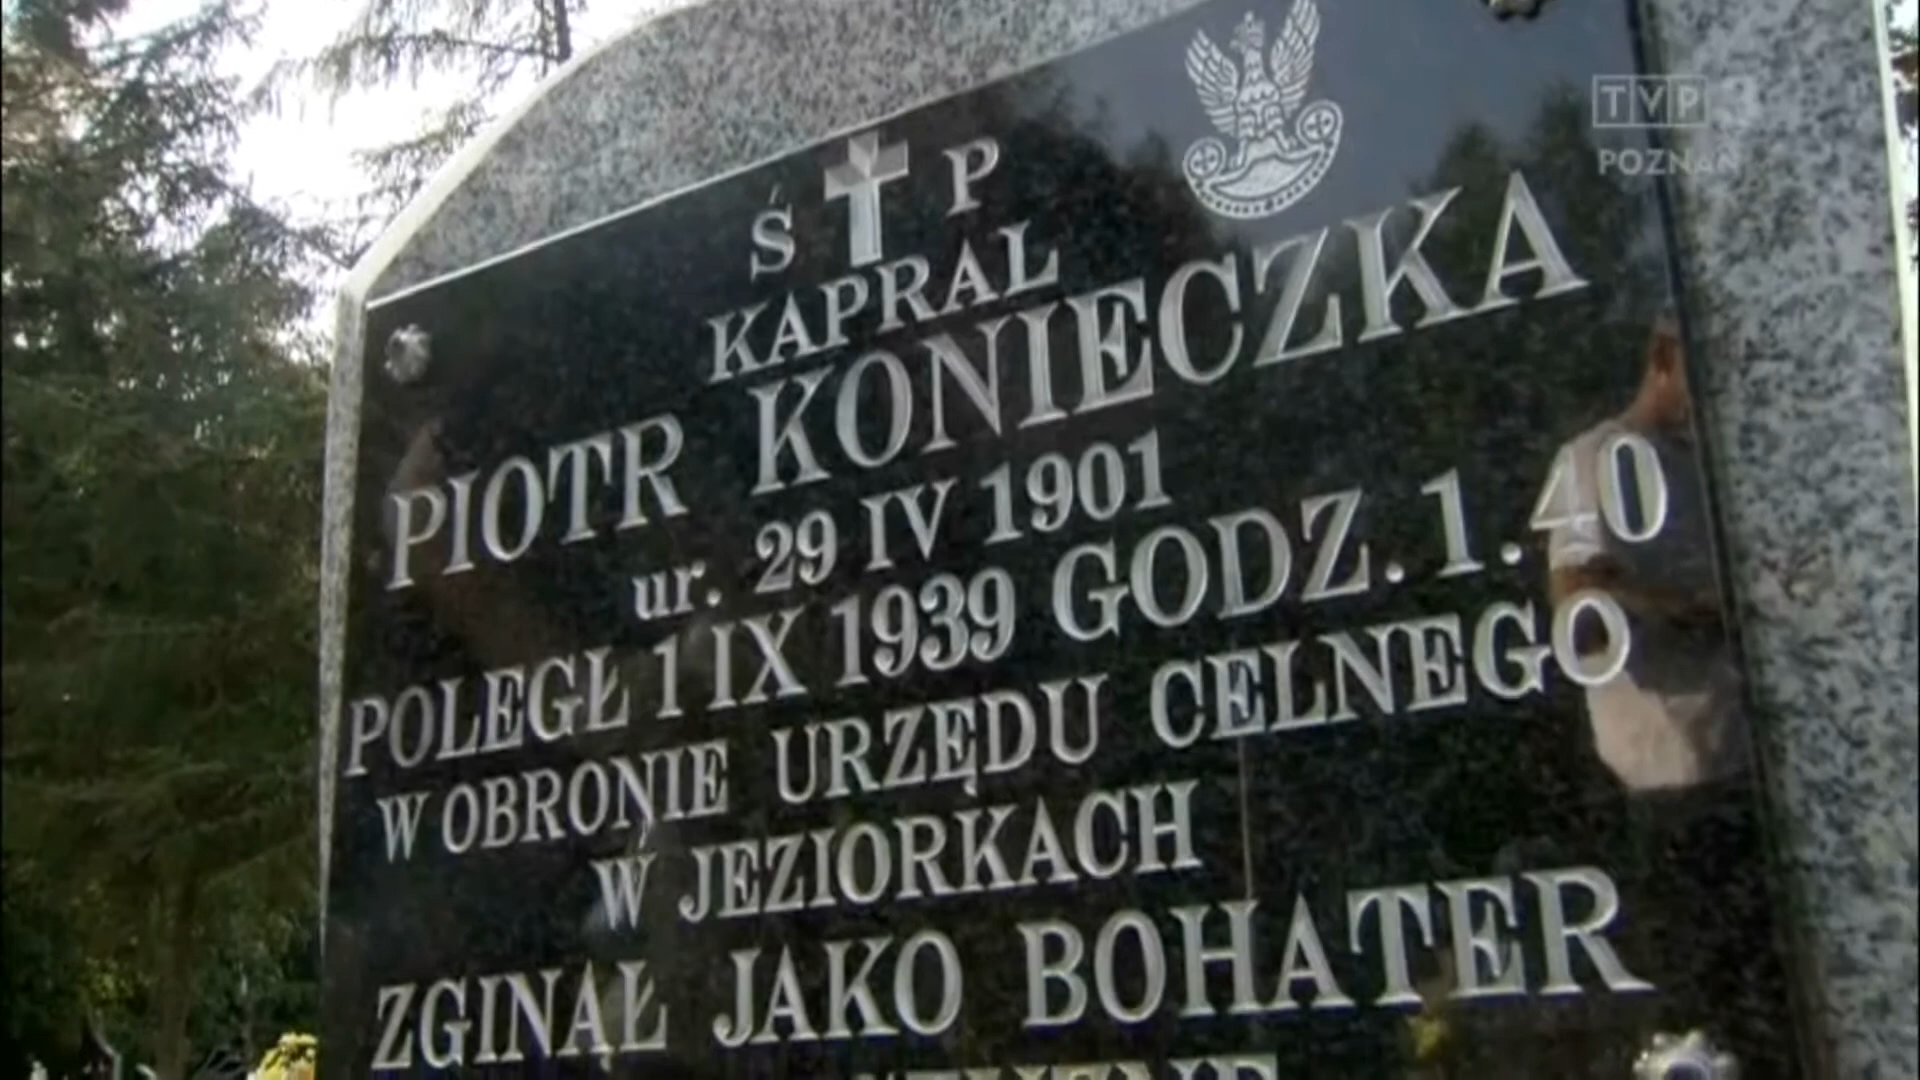 TVP
POZNAŃ
Ś P
KAPRAL
PIOTR KONIECZKA
ur. 29 IV 1901
POLEGŁ 1 IX 1939 GODZ. 1. 40
W OBRONIE URZĘDU CELNEGO
W JEZIORKACH
ZGINĄŁ JAKO BOHATER